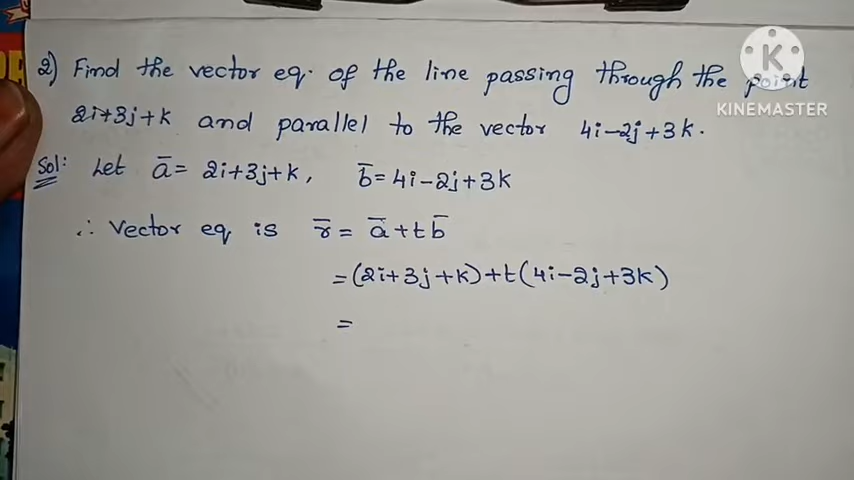 2) Find the vector eq. of the line passing through the point
2i+3j+k and parallel to the vector 4i-2j+3k.
Sol: Let a̅ = 2i+3j+k, b̅ = 4i-2j+3k
∴ Vector eq is r̅ = a̅ + t b̅
= (2i+3j+k)+t(4i-2j+3k)
=
K
KINEMASTER